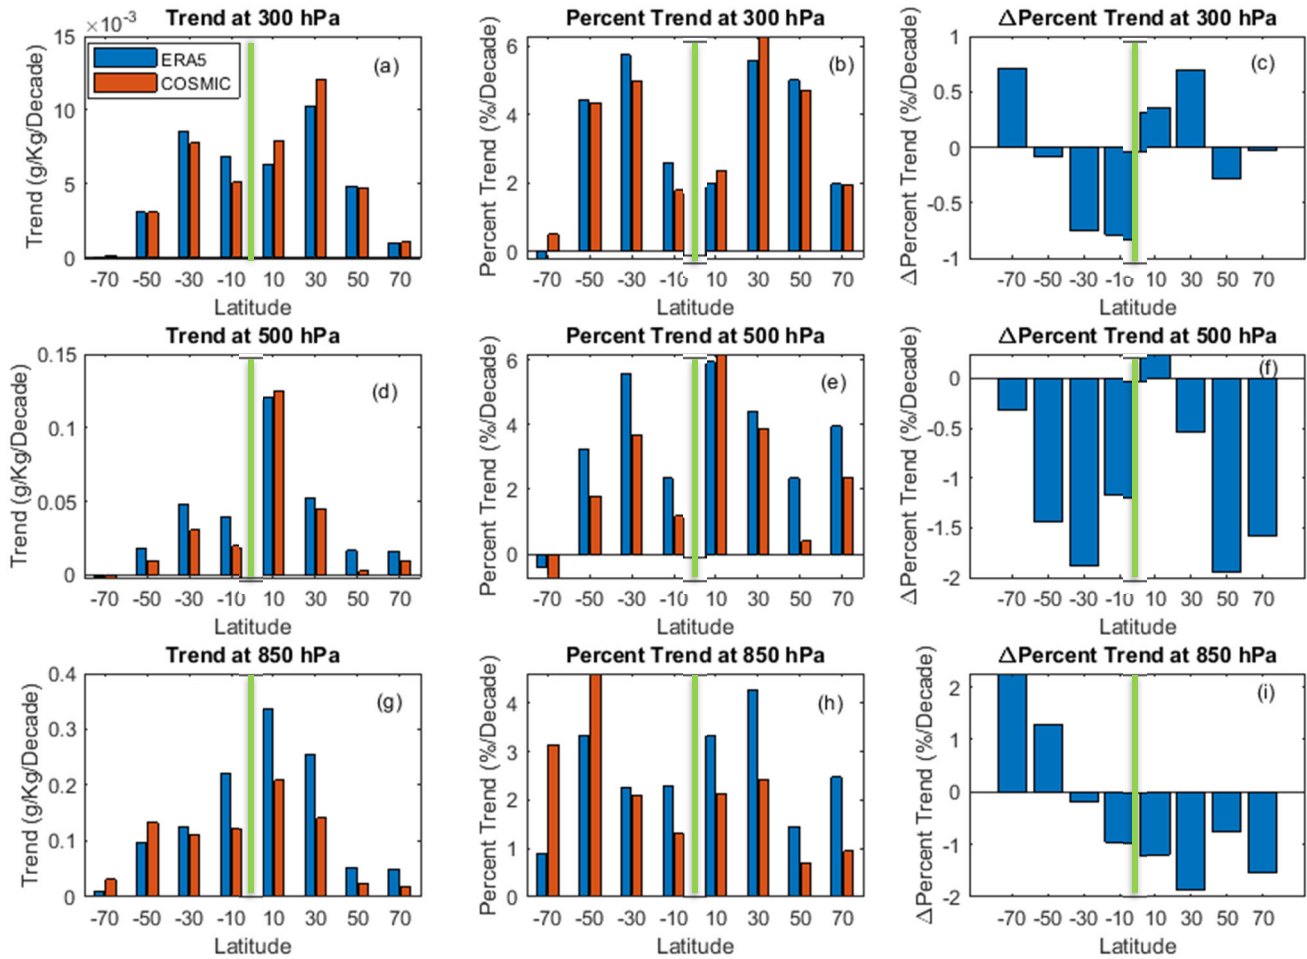 Trend at 300 hPa
×10⁻³
15
10
5
0
Trend (g/Kg/Decade)
ERA5
COSMIC
(a)
-70 -50 -30 -10 10 30 50 70
Latitude
Percent Trend at 300 hPa
6
4
2
0
Percent Trend (%/Decade)
(b)
-70 -50 -30 -10 10 30 50 70
Latitude
ΔPercent Trend at 300 hPa
1
0.5
0
-0.5
-1
ΔPercent Trend (%/Decade)
(c)
-70 -50 -30 -10 10 30 50 70
Latitude
Trend at 500 hPa
0.15
0.1
0.05
0
Trend (g/Kg/Decade)
(d)
-70 -50 -30 -10 10 30 50 70
Latitude
Percent Trend at 500 hPa
6
4
2
0
Percent Trend (%/Decade)
(e)
-70 -50 -30 -10 10 30 50 70
Latitude
ΔPercent Trend at 500 hPa
0
-0.5
-1
-1.5
-2
ΔPercent Trend (%/Decade)
(f)
-70 -50 -30 -10 10 30 50 70
Latitude
Trend at 850 hPa
0.4
0.3
0.2
0.1
0
Trend (g/Kg/Decade)
(g)
-70 -50 -30 -10 10 30 50 70
Latitude
Percent Trend at 850 hPa
4
3
2
1
0
Percent Trend (%/Decade)
(h)
-70 -50 -30 -10 10 30 50 70
Latitude
ΔPercent Trend at 850 hPa
2
1
0
-1
-2
ΔPercent Trend (%/Decade)
(i)
-70 -50 -30 -10 10 30 50 70
Latitude